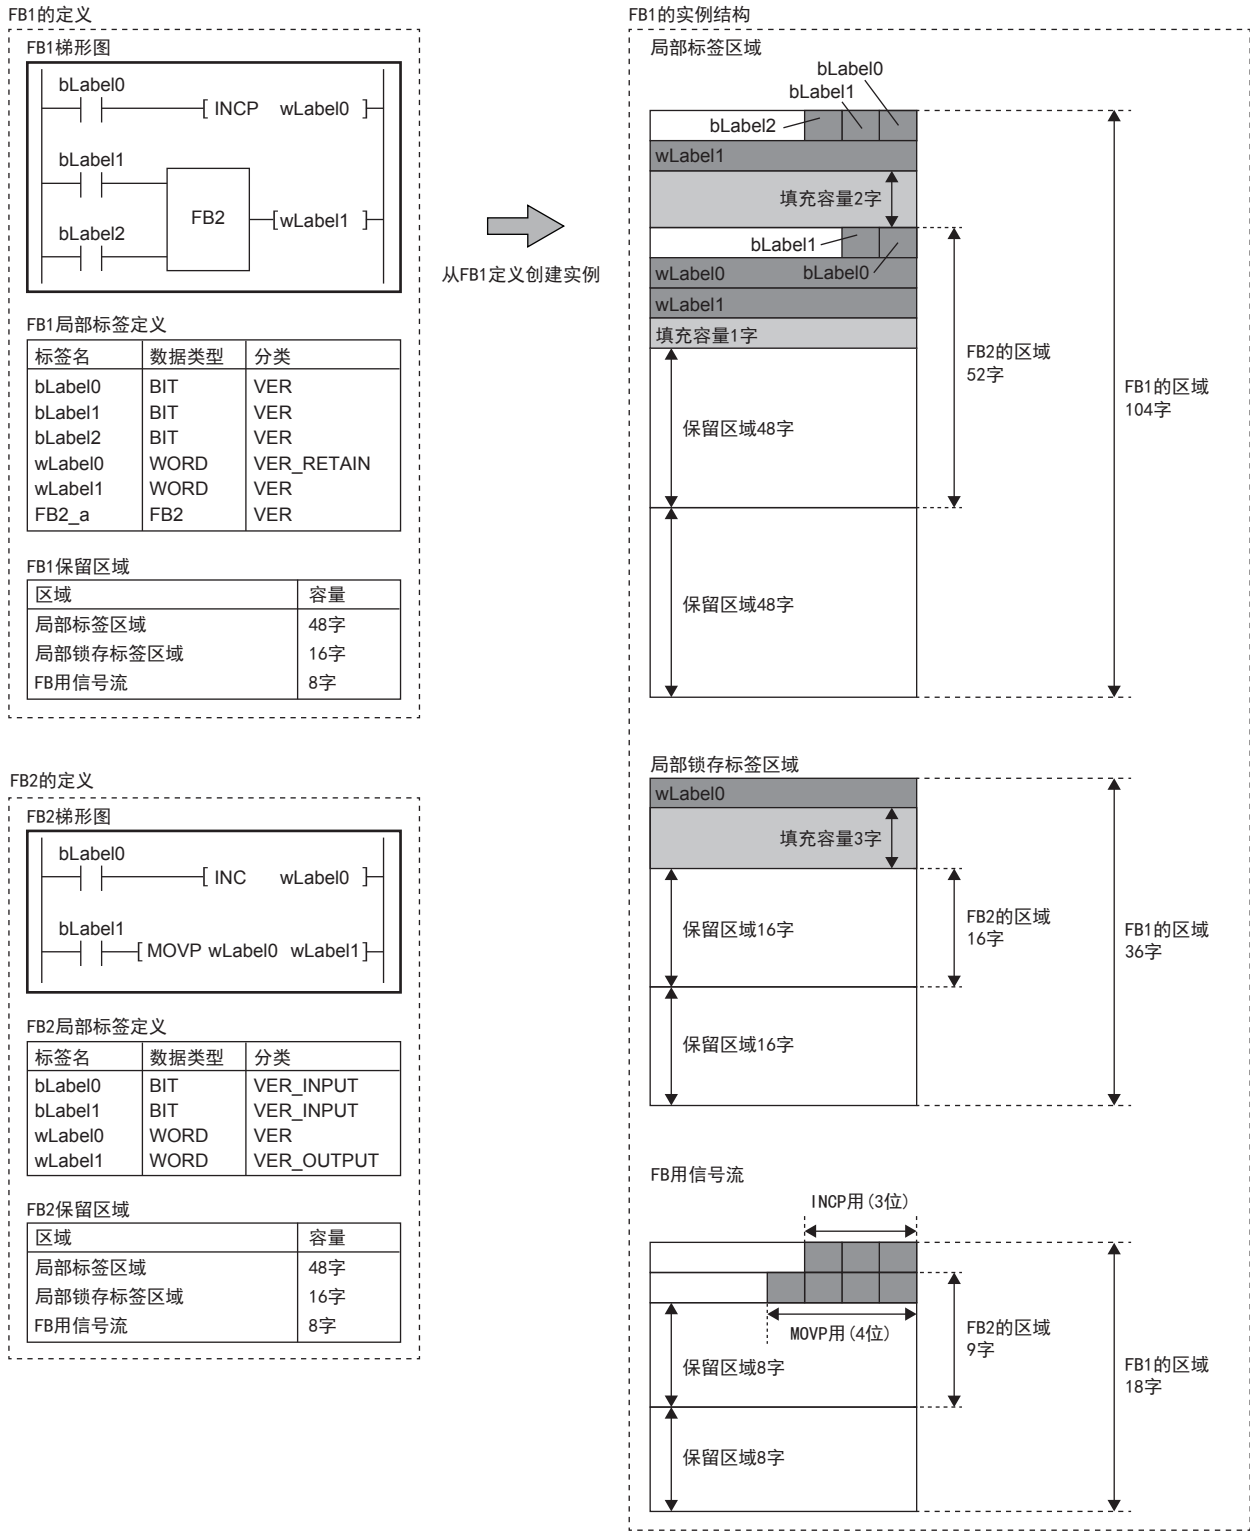 FB1的定义
FB1梯形图
bLabel0
INCP wLabel0
bLabel1
FB2
wLabel1
bLabel2
FB1局部标签定义
标签名 数据类型 分类
bLabel0 BIT VER
bLabel1 BIT VER
bLabel2 BIT VER
wLabel0 WORD VER_RETAIN
wLabel1 WORD VER
FB2_a FB2 VER
FB1保留区域
区域 容量
局部标签区域 48字
局部锁存标签区域 16字
FB用信号流 8字
FB2的定义
FB2梯形图
bLabel0
INC wLabel0
bLabel1
MOVP wLabel0 wLabel1
FB2局部标签定义
标签名 数据类型 分类
bLabel0 BIT VER_INPUT
bLabel1 BIT VER_INPUT
wLabel0 WORD VER
wLabel1 WORD VER_OUTPUT
FB2保留区域
区域 容量
局部标签区域 48字
局部锁存标签区域 16字
FB用信号流 8字
从FB1定义创建实例
FB1的实例结构
局部标签区域
bLabel0
bLabel1
bLabel2
wLabel1
填充容量2字
bLabel1
wLabel0 bLabel0
wLabel1
填充容量1字
保留区域48字
FB2的区域
52字
FB1的区域
104字
保留区域48字
局部锁存标签区域
wLabel0
填充容量3字
保留区域16字
FB2的区域
16字
FB1的区域
36字
保留区域16字
FB用信号流
INCP用(3位)
MOVP用(4位)
保留区域8字
FB2的区域
9字
FB1的区域
18字
保留区域8字